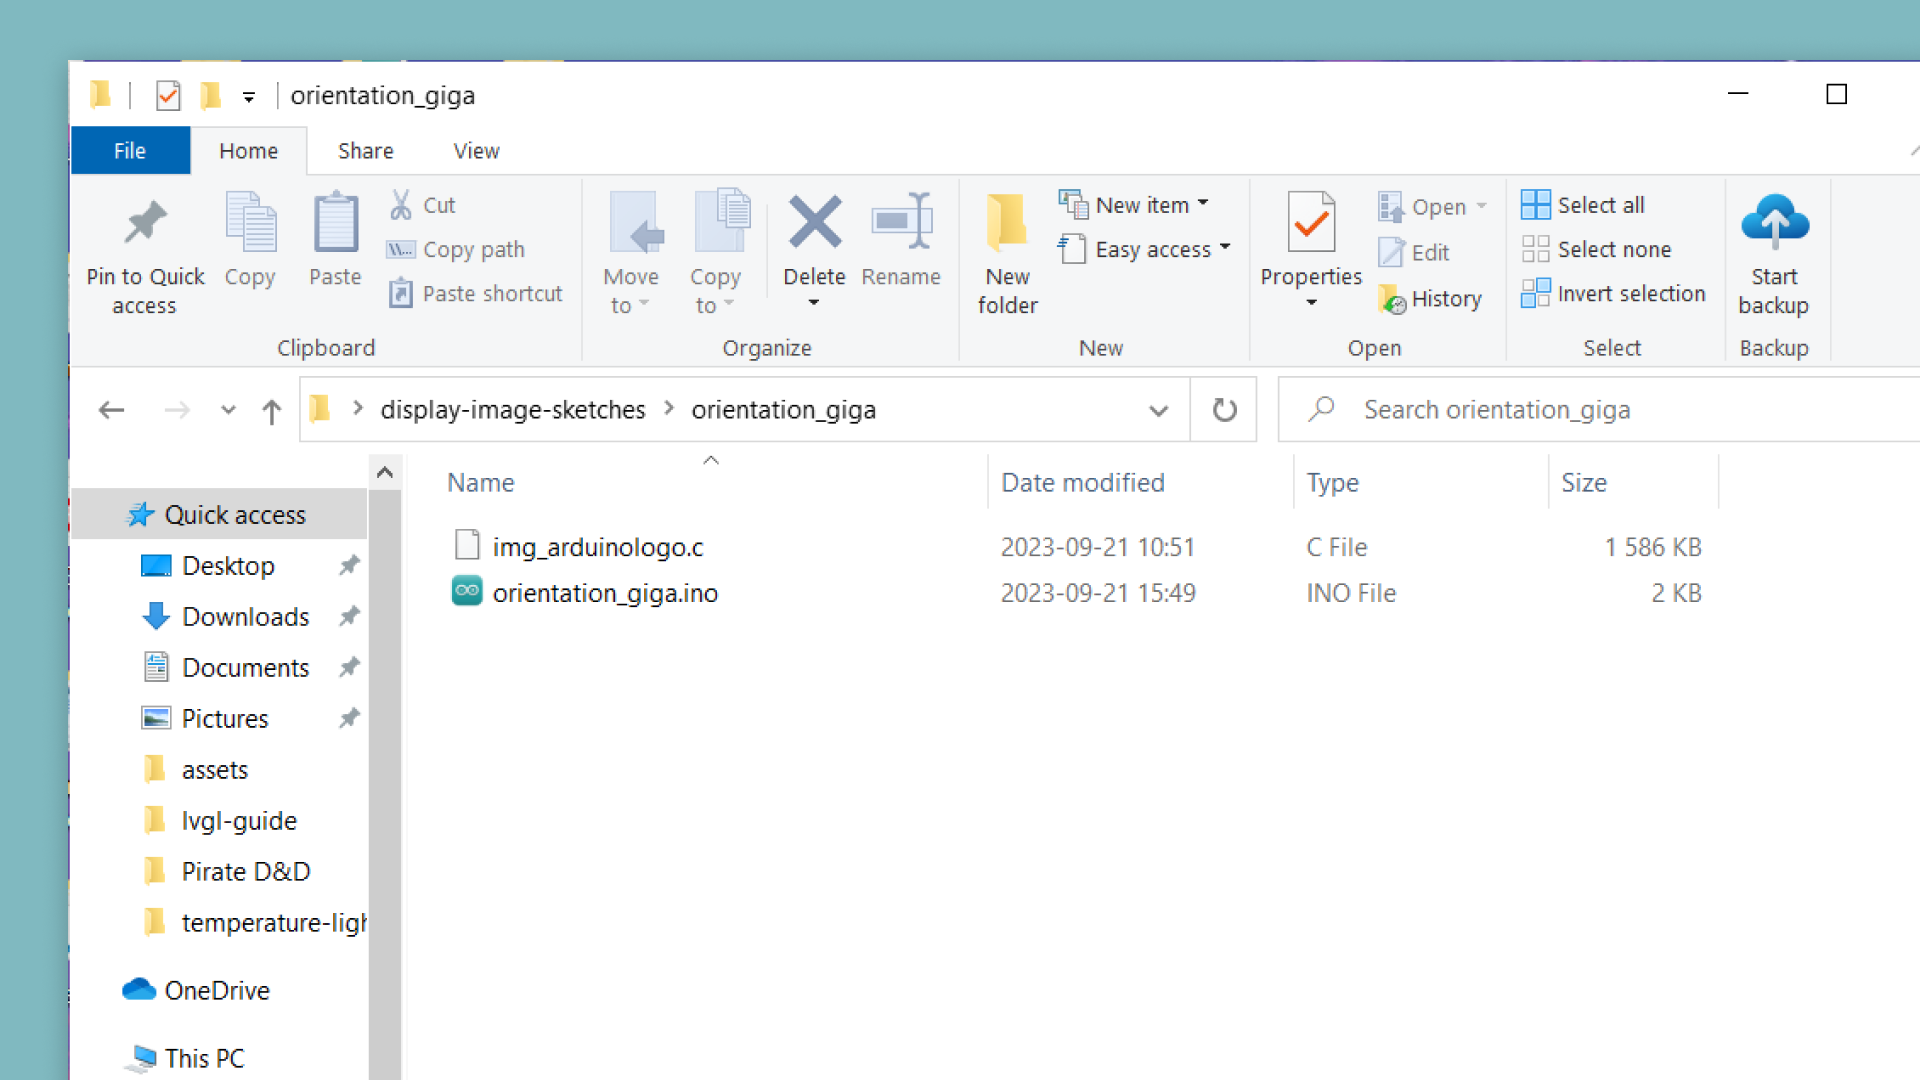 orientation_giga
File Home Share View
Pin to Quick access
Copy
Paste
Cut
Copy path
Paste shortcut
Clipboard
Move to
Copy to
Delete
Rename
Organize
New folder
New item
Easy access
New
Properties
Open
Edit
History
Open
Select all
Select none
Invert selection
Select
Start backup
Backup
display-image-sketches > orientation_giga
Search orientation_giga
Name Date modified Type Size
img_arduinologo.c 2023-09-21 10:51 C File 1 586 KB
orientation_giga.ino 2023-09-21 15:49 INO File 2 KB
Quick access
Desktop
Downloads
Documents
Pictures
assets
lvgl-guide
Pirate D&D
temperature-ligh
OneDrive
This PC